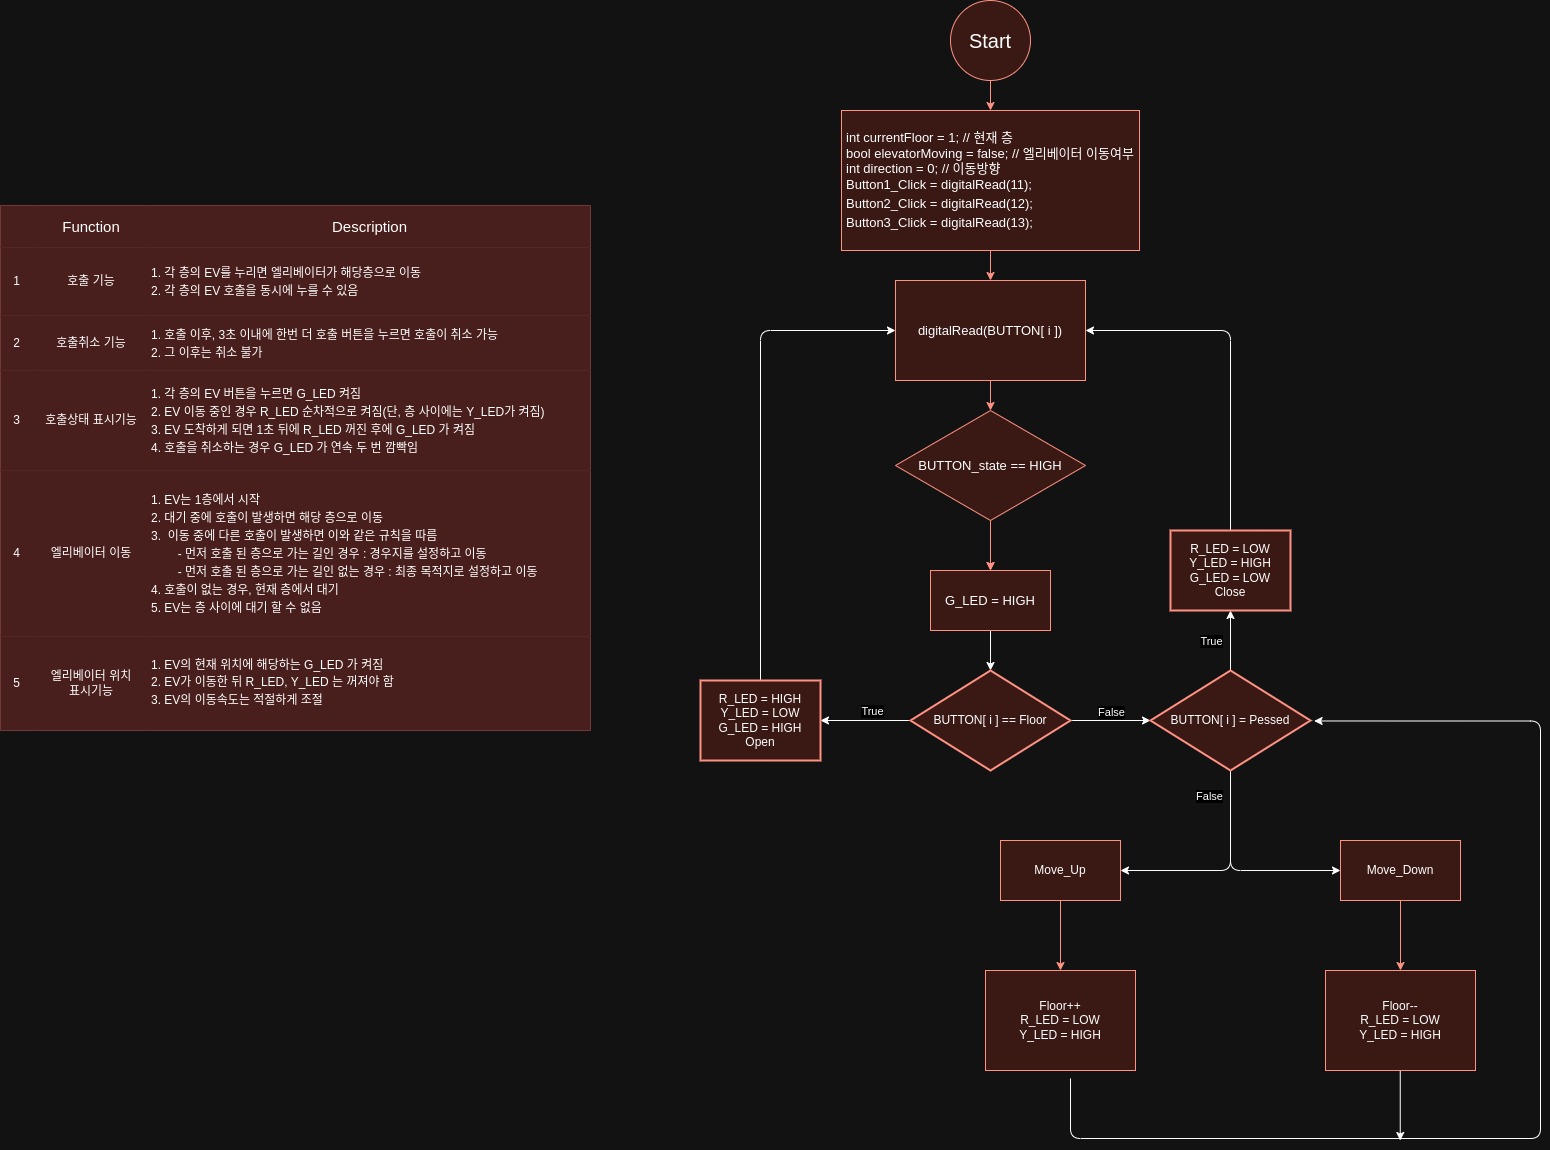 Function Description
1 호출 기능
1. 각 층의 EV를 누리면 엘리베이터가 해당층으로 이동
2. 각 층의 EV 호출을 동시에 누를 수 있음
2 호출취소 기능
1. 호출 이후, 3초 이내에 한번 더 호출 버튼을 누르면 호출이 취소 가능
2. 그 이후는 취소 불가
3 호출상태 표시기능
1. 각 층의 EV 버튼을 누르면 G_LED 켜짐
2. EV 이동 중인 경우 R_LED 순차적으로 켜짐(단, 층 사이에는 Y_LED가 켜짐)
3. EV 도착하게 되면 1초 뒤에 R_LED 꺼진 후에 G_LED 가 켜짐
4. 호출을 취소하는 경우 G_LED 가 연속 두 번 깜빡임
4 엘리베이터 이동
1. EV는 1층에서 시작
2. 대기 중에 호출이 발생하면 해당 층으로 이동
3. 이동 중에 다른 호출이 발생하면 이와 같은 규칙을 따름
- 먼저 호출 된 층으로 가는 길인 경우 : 경우지를 설정하고 이동
- 먼저 호출 된 층으로 가는 길인 없는 경우 : 최종 목적지로 설정하고 이동
4. 호출이 없는 경우, 현재 층에서 대기
5. EV는 층 사이에 대기 할 수 없음
5 엘리베이터 위치
표시기능
1. EV의 현재 위치에 해당하는 G_LED 가 켜짐
2. EV가 이동한 뒤 R_LED, Y_LED 는 꺼져야 함
3. EV의 이동속도는 적절하게 조절
Start
int currentFloor = 1; // 현재 층
bool elevatorMoving = false; // 엘리베이터 이동여부
int direction = 0; // 이동방향
Button1_Click = digitalRead(11);
Button2_Click = digitalRead(12);
Button3_Click = digitalRead(13);
digitalRead(BUTTON[ i ])
BUTTON_state == HIGH
G_LED = HIGH
BUTTON[ i ] == Floor
True
R_LED = HIGH
Y_LED = LOW
G_LED = HIGH
Open
False
BUTTON[ i ] = Pessed
True
R_LED = LOW
Y_LED = HIGH
G_LED = LOW
Close
False
Move_Up
Move_Down
Floor++
R_LED = LOW
Y_LED = HIGH
Floor--
R_LED = LOW
Y_LED = HIGH